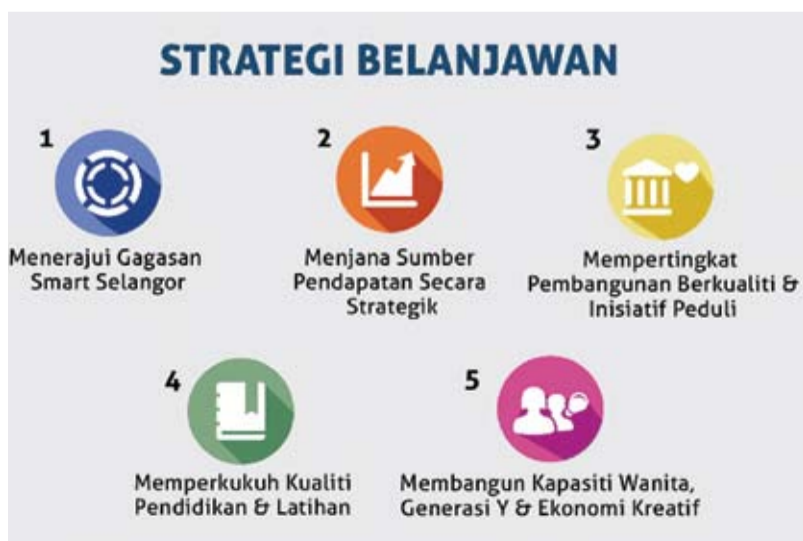 STRATEGI BELANJAWAN
1
Menerajui Gagasan
Smart Selangor
2
Menjana Sumber
Pendapatan Secara
Strategik
3
Mempertingkat
Pembangunan Berkualiti &
Inisiatif Peduli
4
Memperkukuh Kualiti
Pendidikan & Latihan
5
Membangun Kapasiti Wanita,
Generasi Y & Ekonomi Kreatif